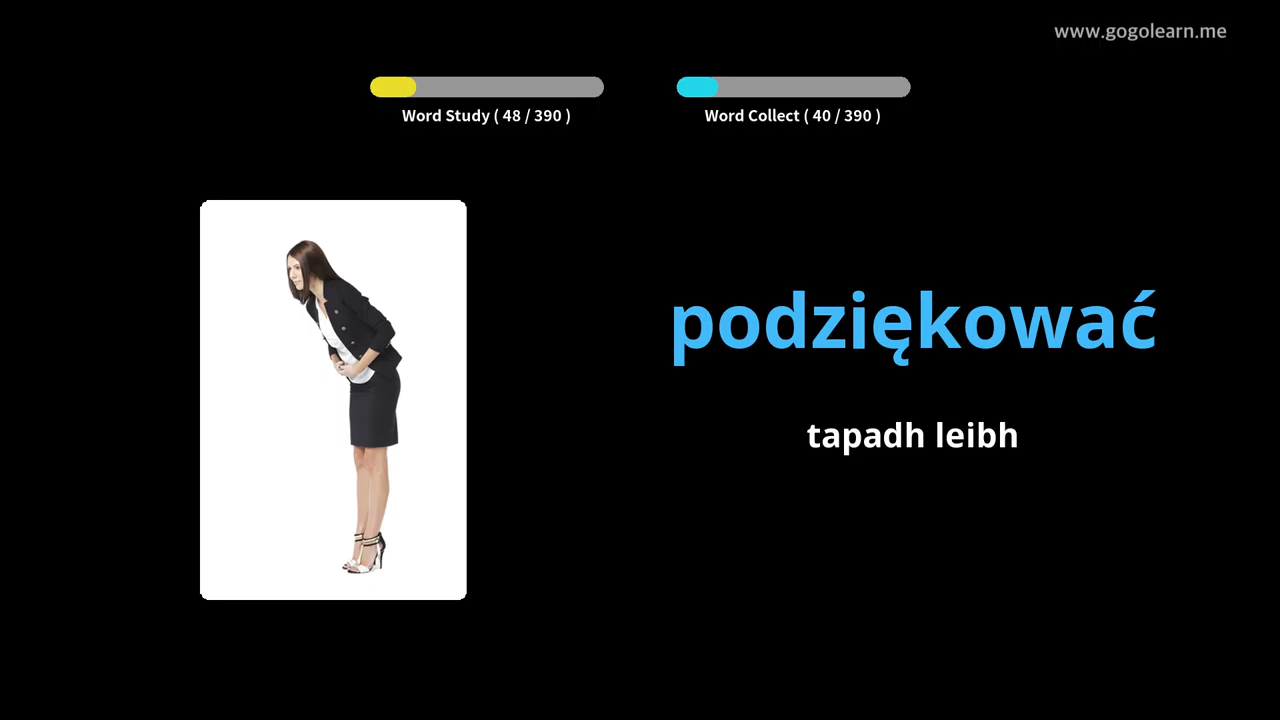 www.gogolearn.me
Word Study ( 48 / 390 )
Word Collect ( 40 / 390 )
podziękować
tapadh leibh